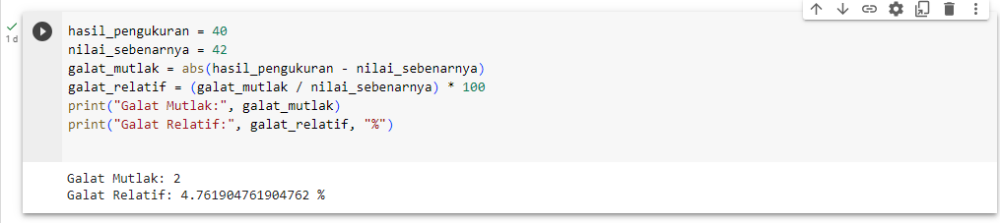 1 d
hasil_pengukuran = 40
nilai_sebenarnya = 42
galat_mutlak = abs(hasil_pengukuran - nilai_sebenarnya)
galat_relatif = (galat_mutlak / nilai_sebenarnya) * 100
print("Galat Mutlak:", galat_mutlak)
print("Galat Relatif:", galat_relatif, "%")
Galat Mutlak: 2
Galat Relatif: 4.761904761904762 %